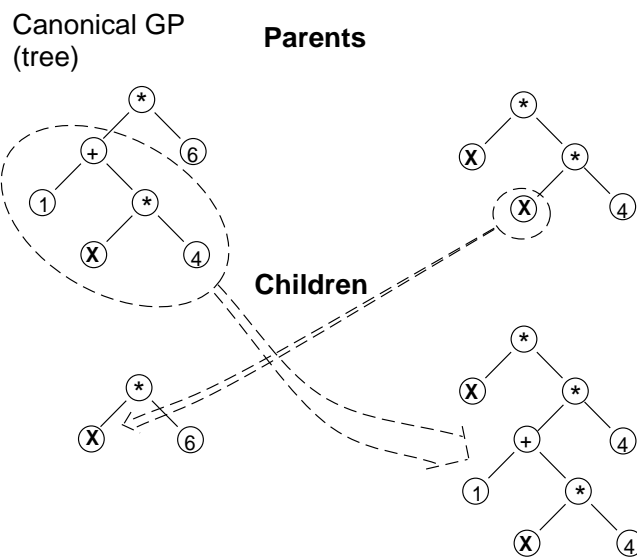 Canonical GP
(tree)
Parents
* *
+ 6 X *
1 * X 4
X 4
Children
*
* X *
X 6 + 4
1 *
X 4